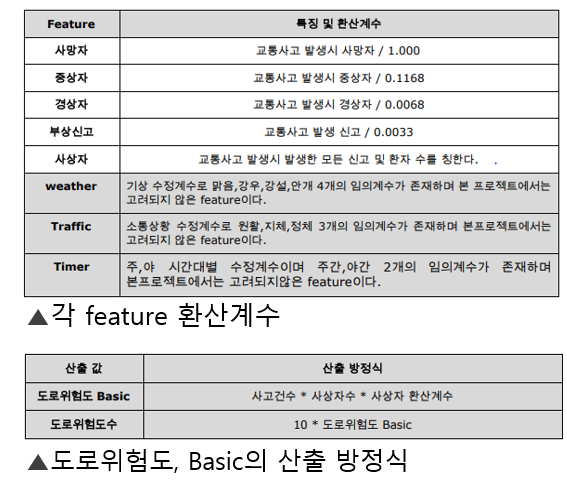 Feature 특징 및 환산계수
사망자 교통사고 발생시 사망자 / 1.000
중상자 교통사고 발생시 중상자 / 0.1168
경상자 교통사고 발생시 경상자 / 0.0068
부상신고 교통사고 발생 신고 / 0.0033
사상자 교통사고 발생시 발생한 모든 신고 및 환자 수를 칭한다. .
weather 기상 수정계수로 맑음,강우,강설,안개 4개의 임의계수가 존재하며 본 프로젝트에서는
고려되지 않은 feature이다.
Traffic 소통상황 수정계수로 원활,지체,정체 3개의 임의계수가 존재하며 본프로젝트에서는
고려되지 않은 feature이다.
Timer 주,야 시간대별 수정계수이며 주간,야간 2개의 임의계수가 존재하며
본프로젝트에서는 고려되지않은 feature이다.
▲각 feature 환산계수
산출 값 산출 방정식
도로위험도 Basic 사고건수 * 사상자수 * 사상자 환산계수
도로위험도수 10 * 도로위험도 Basic
▲도로위험도, Basic의 산출 방정식